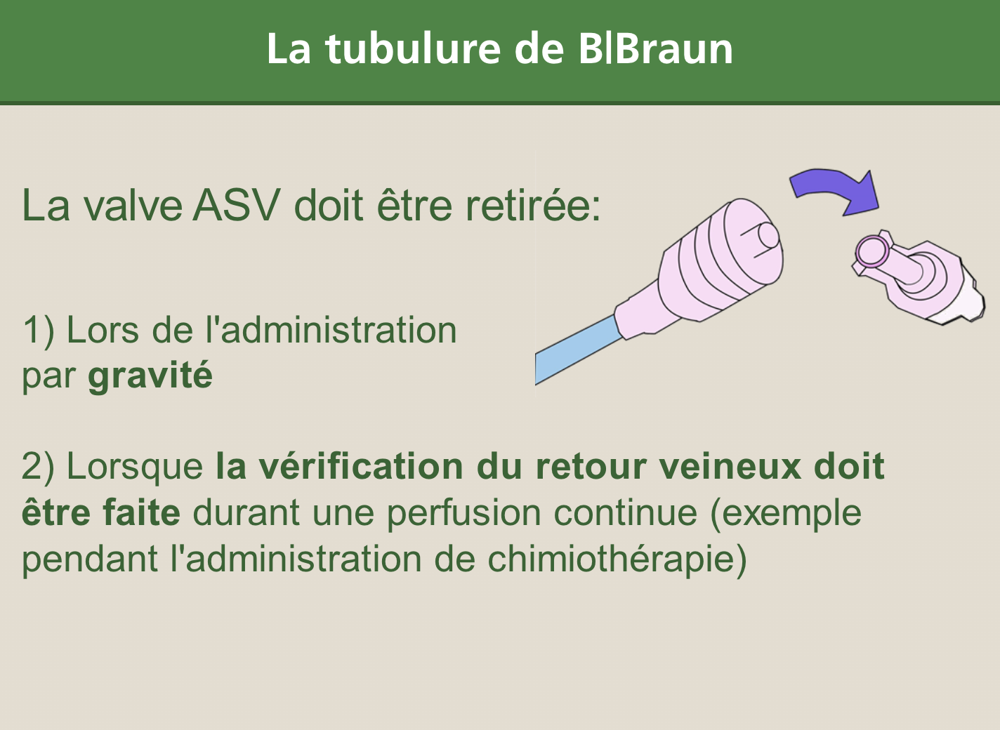 La tubulure de B|Braun
La valve ASV doit être retirée:
1) Lors de l'administration
par gravité
2) Lorsque la vérification du retour veineux doit
être faite durant une perfusion continue (exemple
pendant l'administration de chimiothérapie)